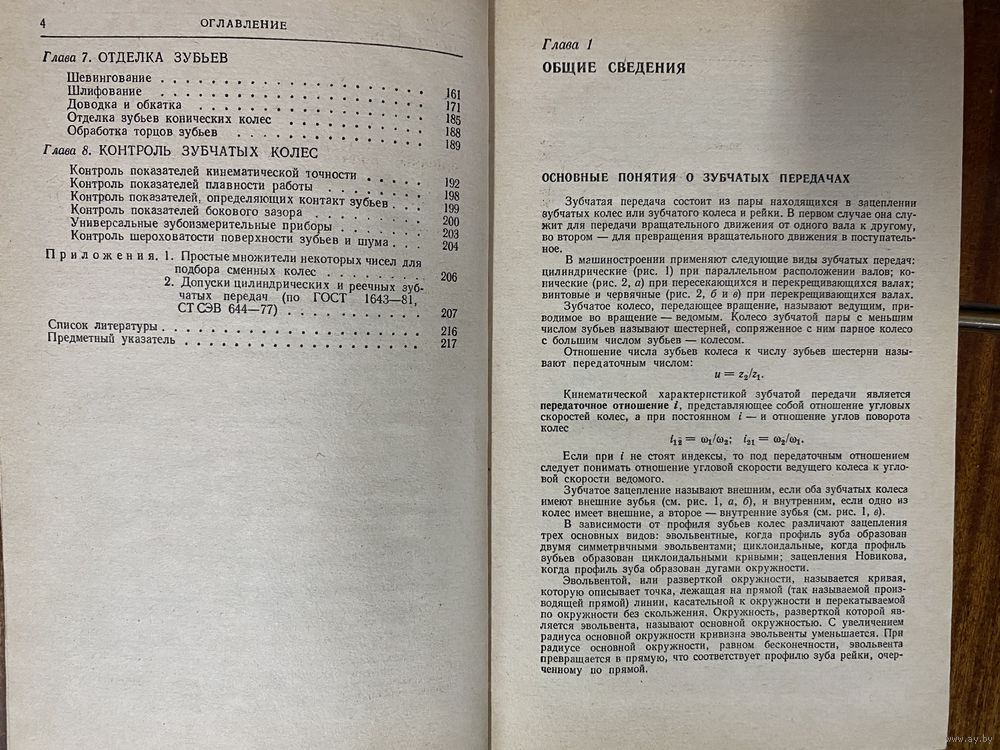 4
ОГЛАВЛЕНИЕ
Глава 7. ОТДЕЛКА ЗУБЬЕВ
Шевингование . . . . . . . . . . 161
Шлифование . . . . . . . . . . 171
Доводка и обкатка . . . . . . . . . . 185
Отделка зубьев конических колес . . . . . . . . . . 188
Обработка торцов зубьев . . . . . . . . . . 189
Глава 8. КОНТРОЛЬ ЗУБЧАТЫХ КОЛЕС
Контроль показателей кинематической точности . . . . . 192
Контроль показателей плавности работы . . . . . . . 198
Контроль показателей, определяющих контакт зубьев . . . 199
Контроль показателей бокового зазора . . . . . . . 200
Универсальные зубоизмерительные приборы . . . . . . 203
Контроль шероховатости поверхности зубьев и шума . . . 204
Приложения. 1. Простые множители некоторых чисел для
подбора сменных колес . . . . . . . . 206
2. Допуски цилиндрических и реечных зуб-
чатых передач (по ГОСТ 1643—81,
СТ СЭВ 644—77) . . . . . . . . . . 207
Список литературы . . . . . . . . . . 216
Предметный указатель . . . . . . . . . . 217
Глава 1
ОБЩИЕ СВЕДЕНИЯ
ОСНОВНЫЕ ПОНЯТИЯ О ЗУБЧАТЫХ ПЕРЕДАЧАХ
Зубчатая передача состоит из пары находящихся в зацеплении
зубчатых колес или зубчатого колеса и рейки. В первом случае она слу-
жит для передачи вращательного движения от одного вала к другому,
во втором — для превращения вращательного движения в поступатель-
ное.
В машиностроении применяют следующие виды зубчатых передач:
цилиндрические (рис. 1) при параллельном расположении валов; ко-
нические (рис. 2, а) при пересекающихся и перекрещивающихся валах;
винтовые и червячные (рис. 2, б и в) при перекрещивающихся валах.
Зубчатое колесо, передающее вращение, называют ведущим, при-
водимое во вращение — ведомым. Колесо зубчатой пары с меньшим
числом зубьев называют шестерней, сопряженное с ним парное колесо
с большим числом зубьев — колесом.
Отношение числа зубьев колеса к числу зубьев шестерни назы-
вают передаточным числом:
u = z₂/z₁.
Кинематической характеристикой зубчатой передачи является
передаточное отношение i, представляющее собой отношение угловых
скоростей колес, а при постоянном i — и отношение углов поворота
колес
i₁₂ = ω₁/ω₂; i₂₁ = ω₂/ω₁.
Если при i не стоят индексы, то под передаточным отношением
следует понимать отношение угловой скорости ведущего колеса к угло-
вой скорости ведомого.
Зубчатое зацепление называют внешним, если оба зубчатых колеса
имеют внешние зубья (см. рис. 1, а, б), и внутренним, если одно из
колес имеет внешние, а второе — внутренние зубья (см. рис. 1, в).
В зависимости от профиля зубьев колес различают зацепления
трех основных видов: эвольвентные, когда профиль зуба образован
двумя симметричными эвольвентами; циклоидальные, когда профиль
зубьев образован циклоидальными кривыми; зацепления Новикова,
когда профиль зуба образован дугами окружности.
Эвольвентой, или разверткой окружности, называется кривая,
которую описывает точка, лежащая на прямой (так называемой произ-
водящей прямой) линии, касательной к окружности и перекатываемой
по окружности без скольжения. Окружность, разверткой которой яв-
ляется эвольвента, называют основной окружностью. С увеличением
радиуса основной окружности кривизна эвольвенты уменьшается. При
радиусе основной окружности, равном бесконечности, эвольвента
превращается в прямую, что соответствует профилю зуба рейки, очер-
ченному по прямой.
www.ay.by